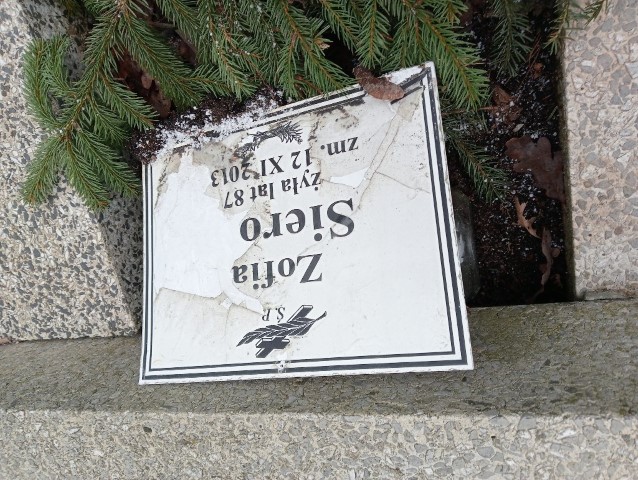 Ś.P.
Zofia
Siero
żyła lat 87
zm. 12 XI 2013